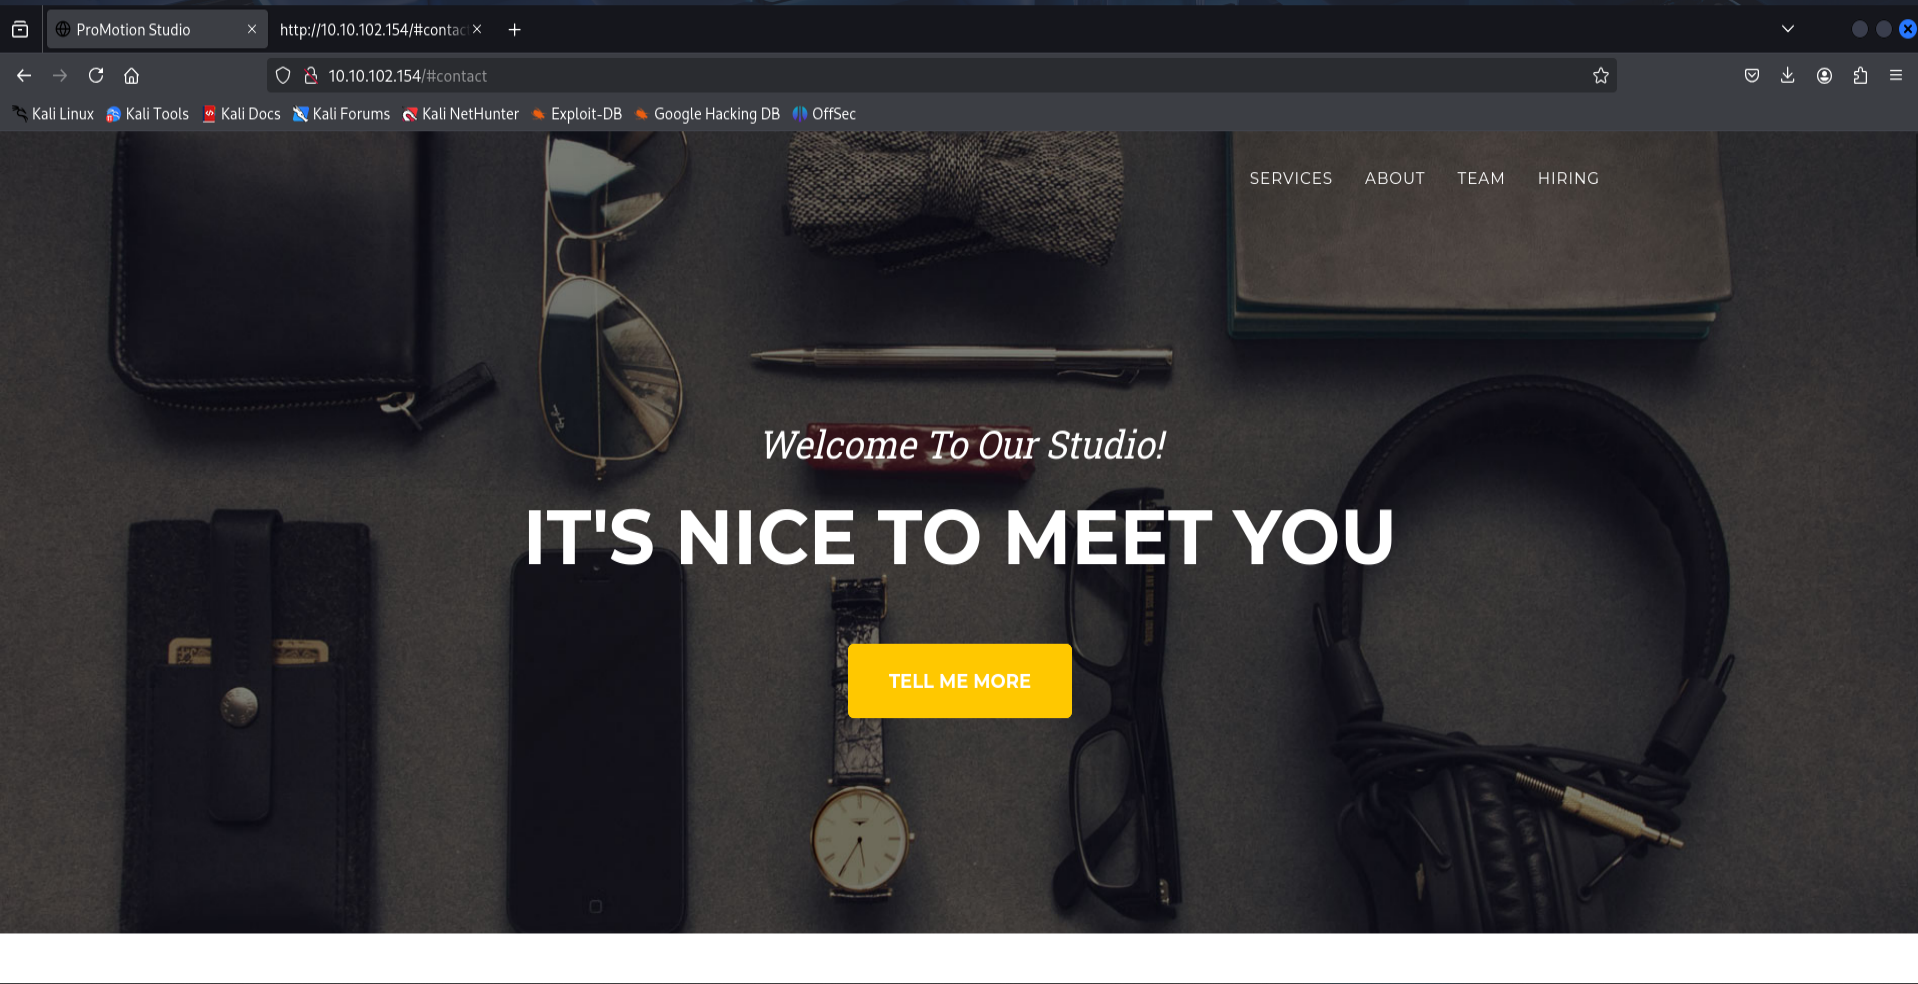 ProMotion Studio
http://10.10.102.154/#contac
10.10.102.154/#contact
Kali Linux
Kali Tools
Kali Docs
Kali Forums
Kali NetHunter
Exploit-DB
Google Hacking DB
OffSec
SERVICES
ABOUT
TEAM
HIRING
Welcome To Our Studio!
IT'S NICE TO MEET YOU
TELL ME MORE